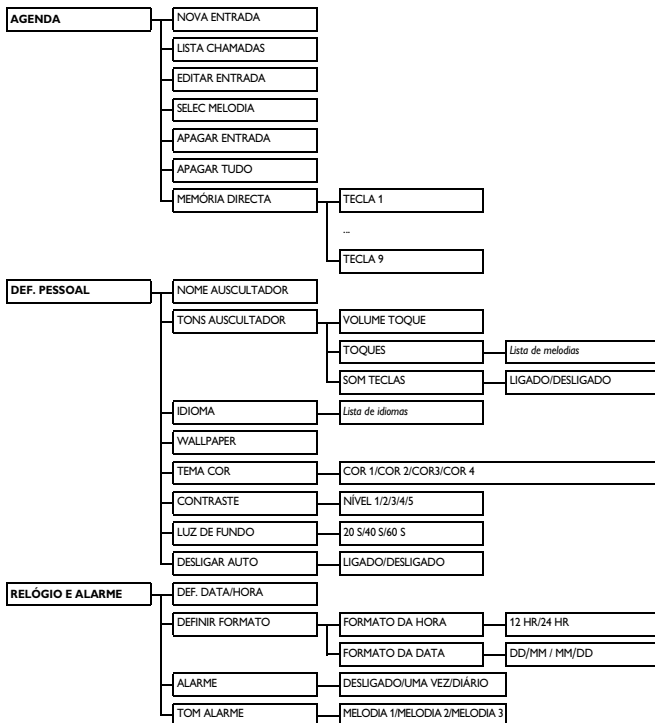 AGENDA
NOVA ENTRADA
LISTA CHAMADAS
EDITAR ENTRADA
SELEC MELODIA
APAGAR ENTRADA
APAGAR TUDO
MEMÓRIA DIRECTA
TECLA 1
...
TECLA 9
DEF. PESSOAL
NOME AUSCULTADOR
TONS AUSCULTADOR
VOLUME TOQUE
TOQUES
Lista de melodias
SOM TECLAS
LIGADO/DESLIGADO
IDIOMA
Lista de idiomas
WALLPAPER
TEMA COR
COR 1/COR 2/COR3/COR 4
CONTRASTE
NÍVEL 1/2/3/4/5
LUZ DE FUNDO
20 S/40 S/60 S
DESLIGAR AUTO
LIGADO/DESLIGADO
RELÓGIO E ALARME
DEF. DATA/HORA
DEFINIR FORMATO
FORMATO DA HORA
12 HR/24 HR
FORMATO DA DATA
DD/MM / MM/DD
ALARME
DESLIGADO/UMA VEZ/DIÁRIO
TOM ALARME
MELODIA 1/MELODIA 2/MELODIA 3